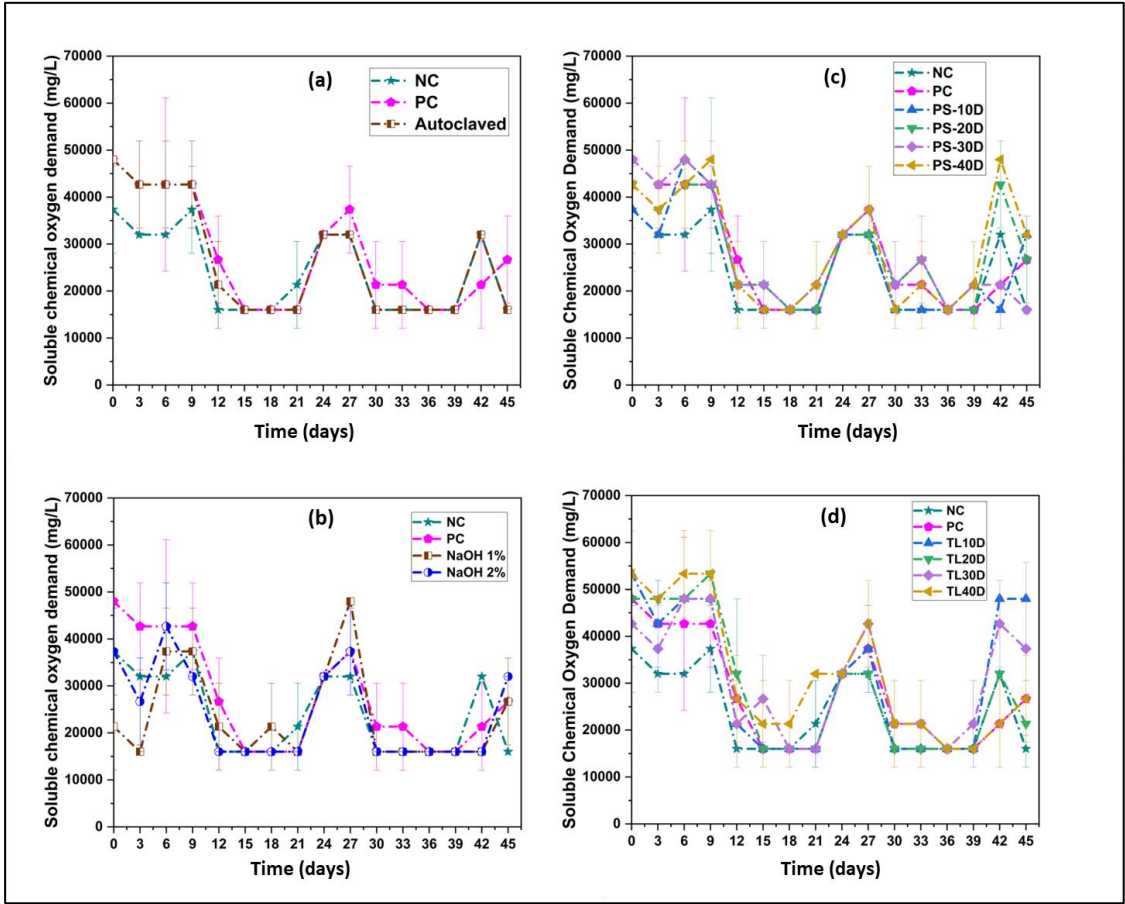 (a)
NC
PC
Autoclaved
Soluble chemical oxygen demand (mg/L)
70000
60000
50000
40000
30000
20000
10000
0
0 3 6 9 12 15 18 21 24 27 30 33 36 39 42 45
Time (days)
(c)
NC
PC
PS-10D
PS-20D
PS-30D
PS-40D
Soluble Chemical Oxygen Demand (mg/L)
70000
60000
50000
40000
30000
20000
10000
0
0 3 6 9 12 15 18 21 24 27 30 33 36 39 42 45
Time (days)
(b)
NC
PC
NaOH 1%
NaOH 2%
Soluble chemical oxygen demand (mg/L)
70000
60000
50000
40000
30000
20000
10000
0
0 3 6 9 12 15 18 21 24 27 30 33 36 39 42 45
Time (days)
(d)
NC
PC
TL10D
TL20D
TL30D
TL40D
Soluble Chemical Oxygen Demand (mg/L)
70000
60000
50000
40000
30000
20000
10000
0
0 3 6 9 12 15 18 21 24 27 30 33 36 39 42 45
Time (days)